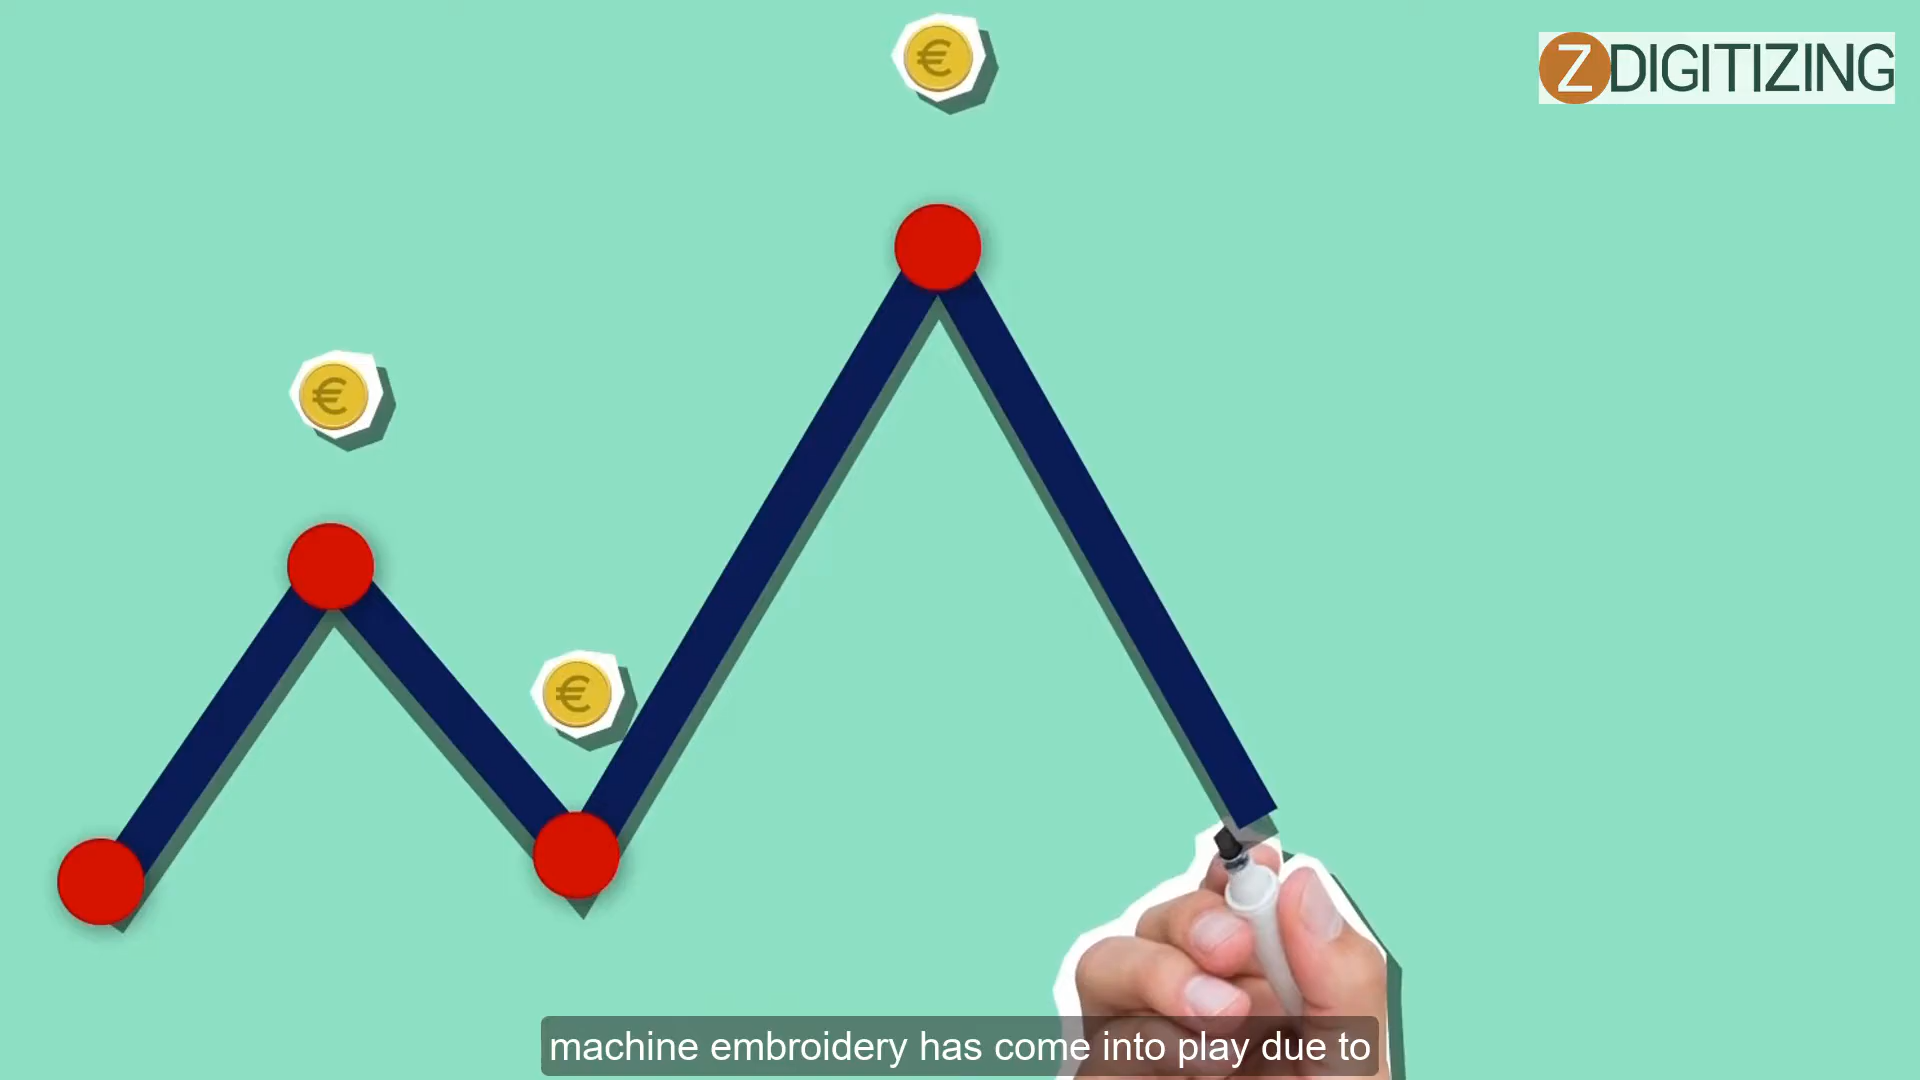 ZDIGITIZING
€
€
€
machine embroidery has come into play due to